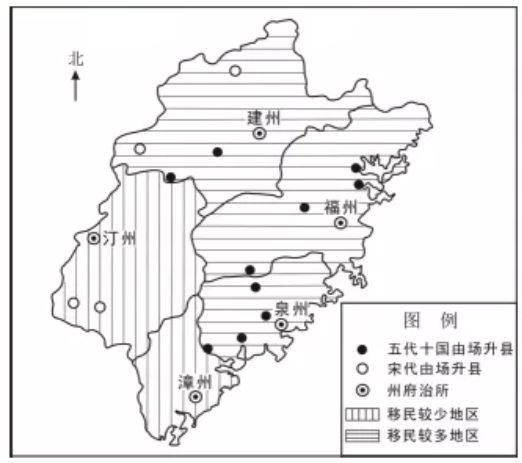 北
建州
福州
汀州
泉州
漳州
图 例
五代十国由场升县
宋代由场升县
州府治所
移民较少地区
移民较多地区